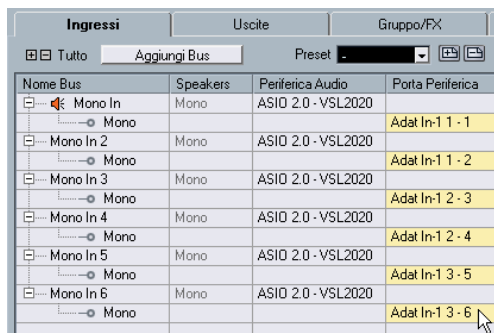 Ingressi Uscite Gruppo/FX
Tutto Aggiungi Bus Preset -
Nome Bus Speakers Periferica Audio Porta Periferica
Mono In Mono ASIO 2.0 - VSL2020
Mono Adat In-1 1 - 1
Mono In 2 Mono ASIO 2.0 - VSL2020
Mono Adat In-1 1 - 2
Mono In 3 Mono ASIO 2.0 - VSL2020
Mono Adat In-1 2 - 3
Mono In 4 Mono ASIO 2.0 - VSL2020
Mono Adat In-1 2 - 4
Mono In 5 Mono ASIO 2.0 - VSL2020
Mono Adat In-1 3 - 5
Mono In 6 Mono ASIO 2.0 - VSL2020
Mono Adat In-1 3 - 6